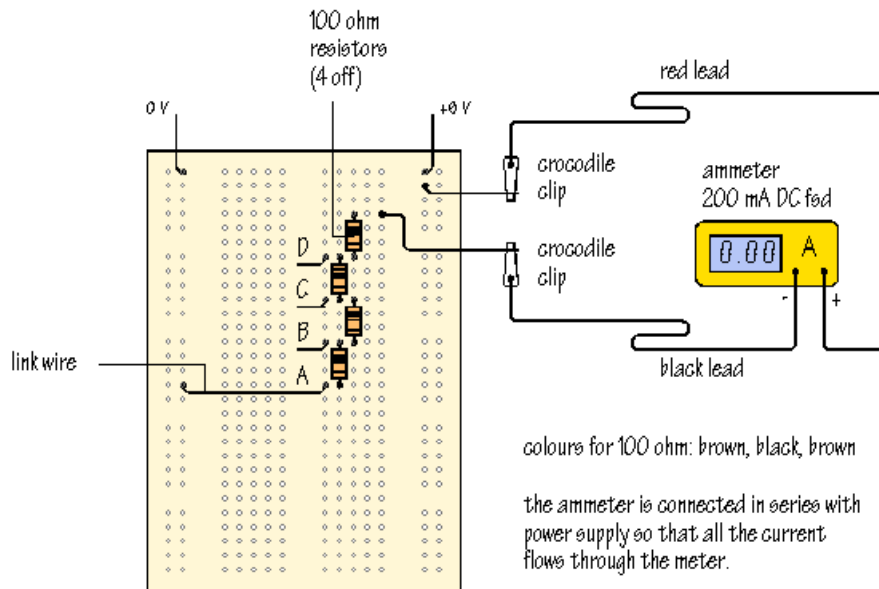 100 ohm
resistors
(4 off)
red lead
0 V
+6 V
crocodile
clip
ammeter
200 mA DC fsd
D
crocodile
clip
0.00 A
C
- +
B
link wire
A
black lead
colours for 100 ohm: brown, black, brown
the ammeter is connected in series with
power supply so that all the current
flows through the meter.